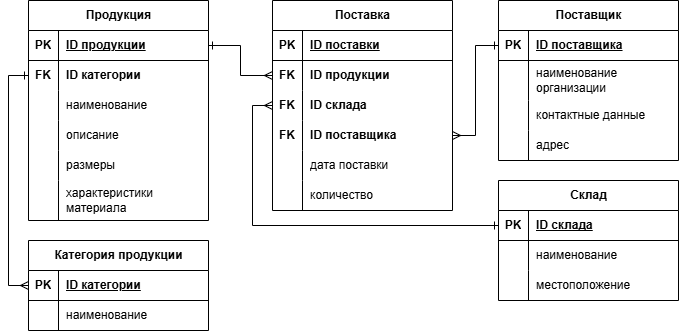 Продукция
PK ID продукции
FK ID категории
наименование
описание
размеры
характеристики
материала
Категория продукции
PK ID категории
наименование
Поставка
PK ID поставки
FK ID продукции
FK ID склада
FK ID поставщика
дата поставки
количество
Поставщик
PK ID поставщика
наименование
организации
контактные данные
адрес
Склад
PK ID склада
наименование
местоположение